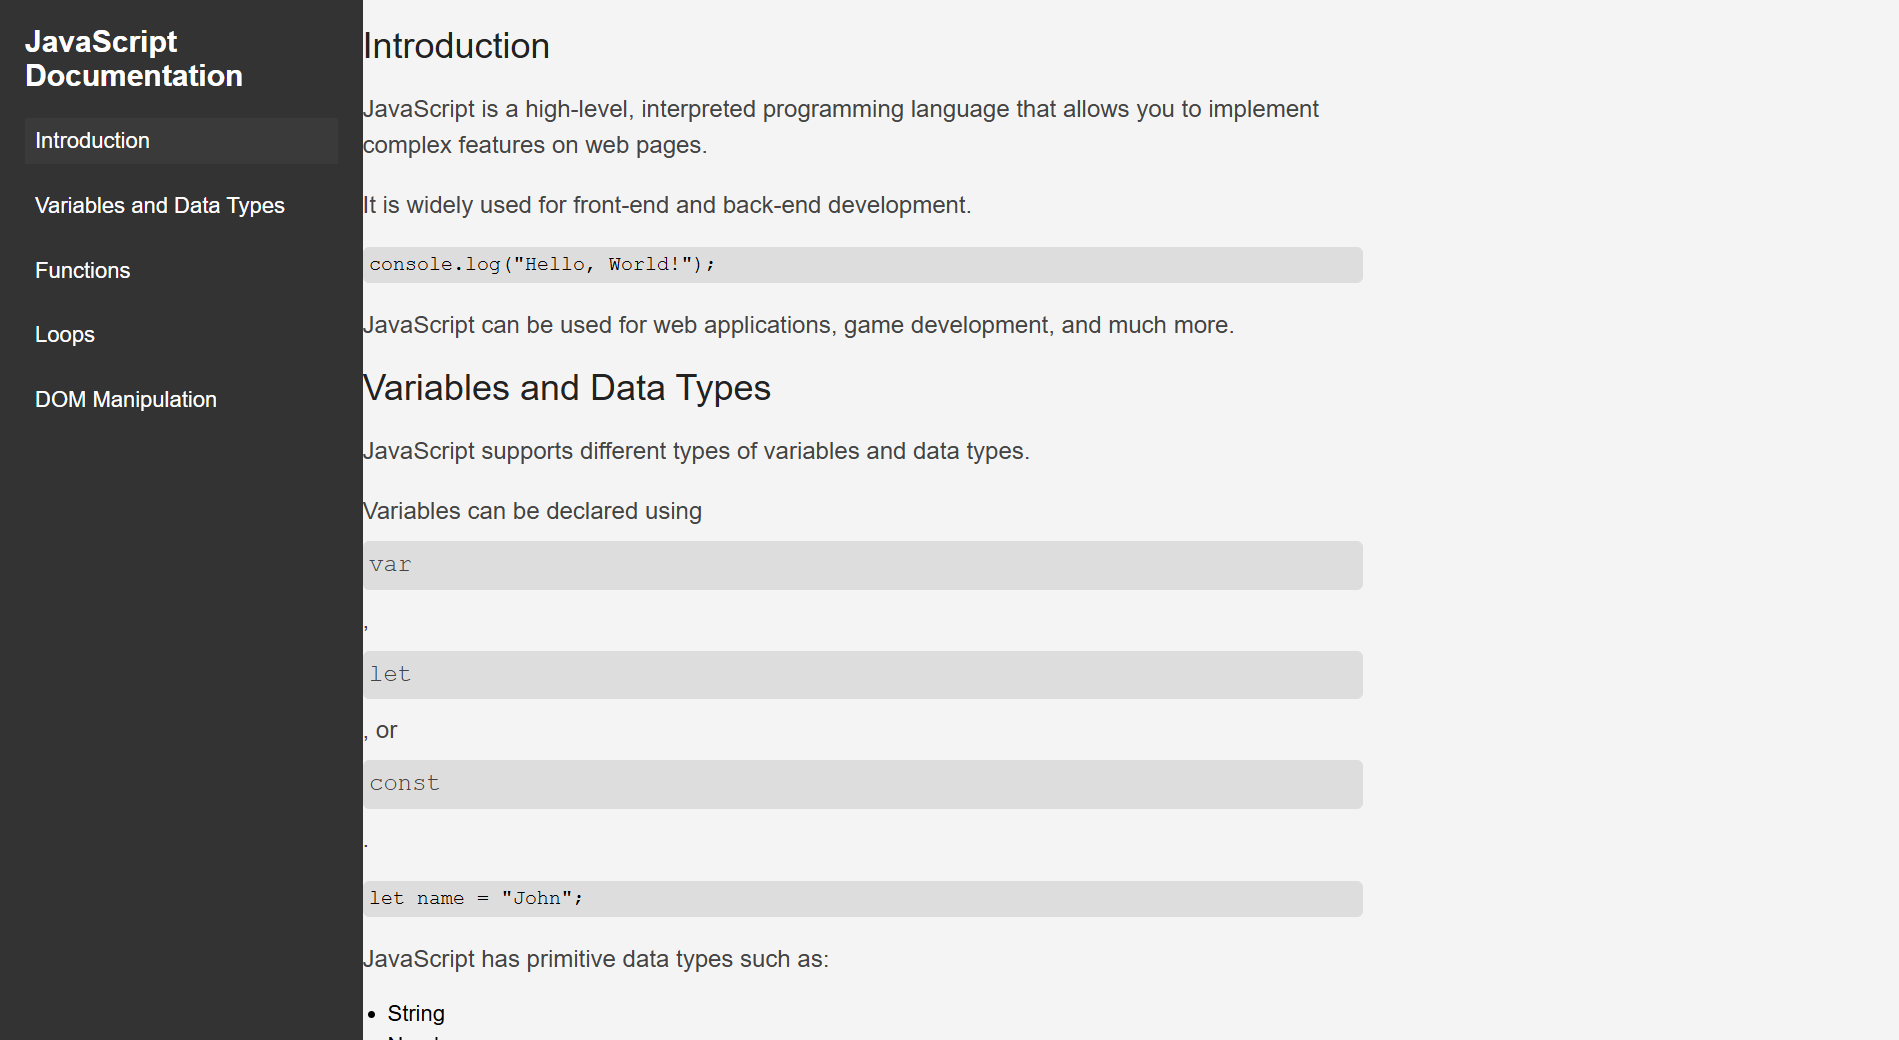 JavaScript
Documentation
Introduction
Variables and Data Types
Functions
Loops
DOM Manipulation
Introduction
JavaScript is a high-level, interpreted programming language that allows you to implement
complex features on web pages.
It is widely used for front-end and back-end development.
console.log("Hello, World!");
JavaScript can be used for web applications, game development, and much more.
Variables and Data Types
JavaScript supports different types of variables and data types.
Variables can be declared using
var
,
let
, or
const
.
let name = "John";
JavaScript has primitive data types such as:
• String